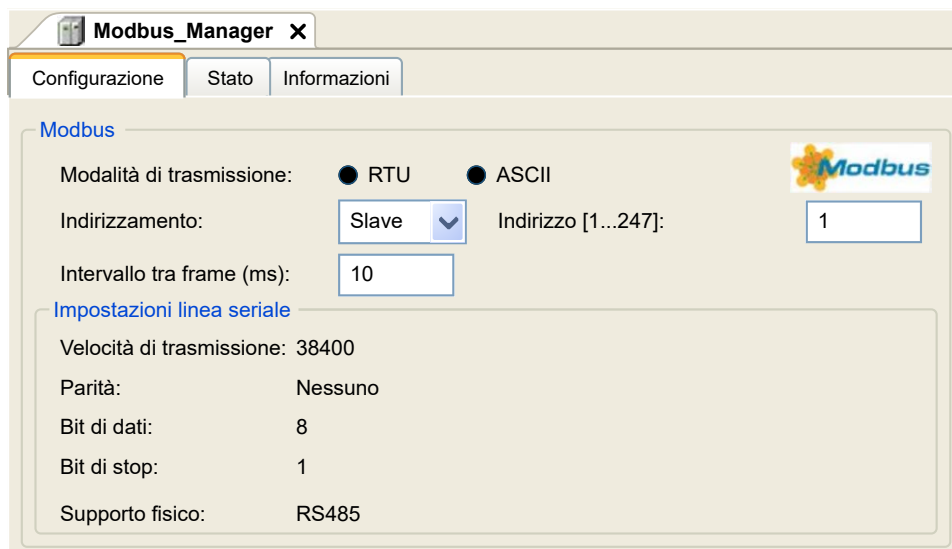 Modbus_Manager X
Configurazione Stato Informazioni
Modbus
Modbus
Modalità di trasmissione: RTU ASCII
Indirizzamento: Slave Indirizzo [1...247]: 1
Intervallo tra frame (ms): 10
Impostazioni linea seriale
Velocità di trasmissione: 38400
Parità: Nessuno
Bit di dati: 8
Bit di stop: 1
Supporto fisico: RS485